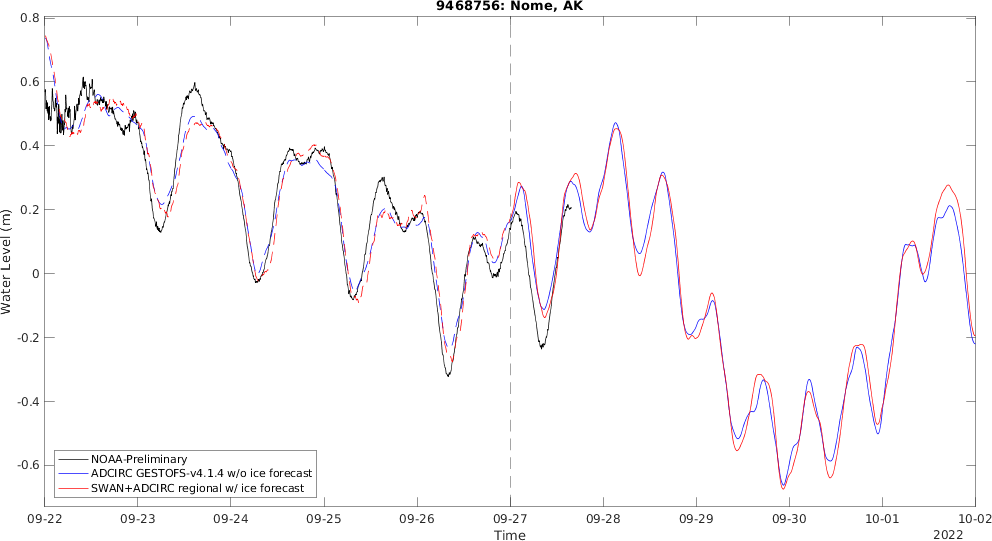 9468756: Nome, AK
0.8
0.6
0.4
0.2
0
-0.2
-0.4
-0.6
Water Level (m)
NOAA-Preliminary
ADCIRC GESTOFS-v4.1.4 w/o ice forecast
SWAN+ADCIRC regional w/ ice forecast
09-22 09-23 09-24 09-25 09-26 09-27 09-28 09-29 09-30 10-01 10-02
Time
2022